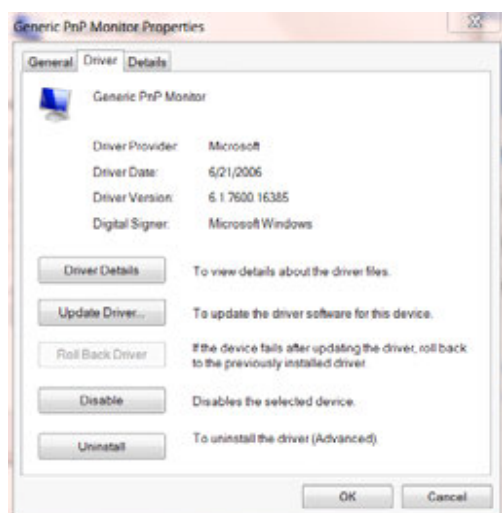 Generic PnP Monitor Properties
General Driver Details
Generic PnP Monitor
Driver Provider: Microsoft
Driver Date: 6/21/2006
Driver Version: 6.1.7600.16385
Digital Signer: Microsoft Windows
Driver Details To view details about the driver files.
Update Driver... To update the driver software for this device.
Roll Back Driver If the device fails after updating the driver, roll back
to the previously installed driver.
Disable Disables the selected device.
Uninstall To uninstall the driver (Advanced).
OK Cancel